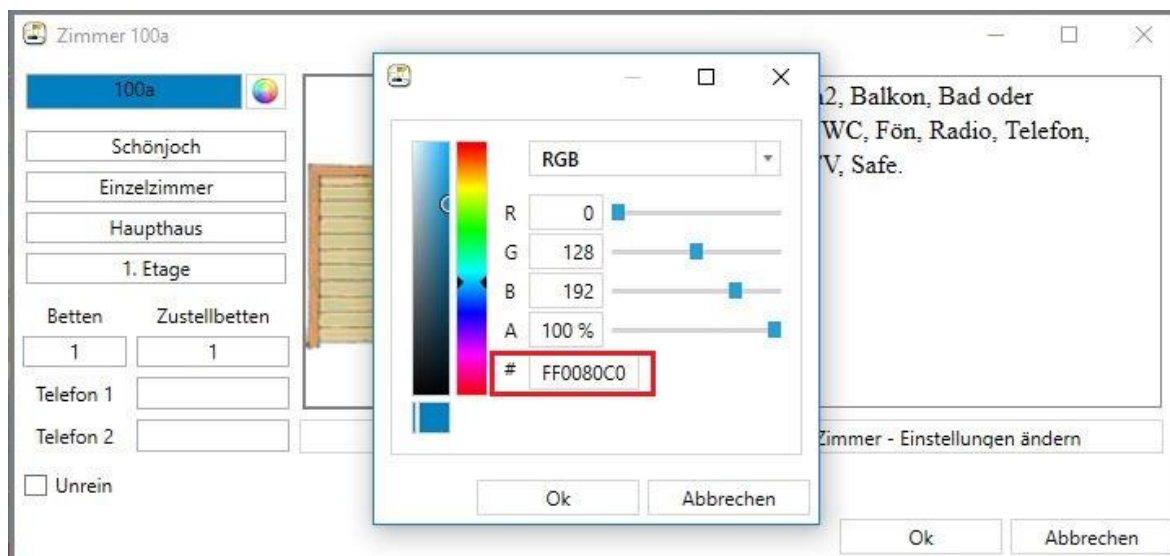 Zimmer 100a
100a
Schönjoch
Einzelzimmer
Haupthaus
1. Etage
Betten Zustellbetten
1 1
Telefon 1
Telefon 2
Unrein
RGB
R 0
G 128
B 192
A 100 %
# FF0080C0
Ok Abbrechen
Balkon, Bad oder
WC, Fön, Radio, Telefon,
Safe.
Zimmer - Einstellungen ändern
Ok Abbrechen